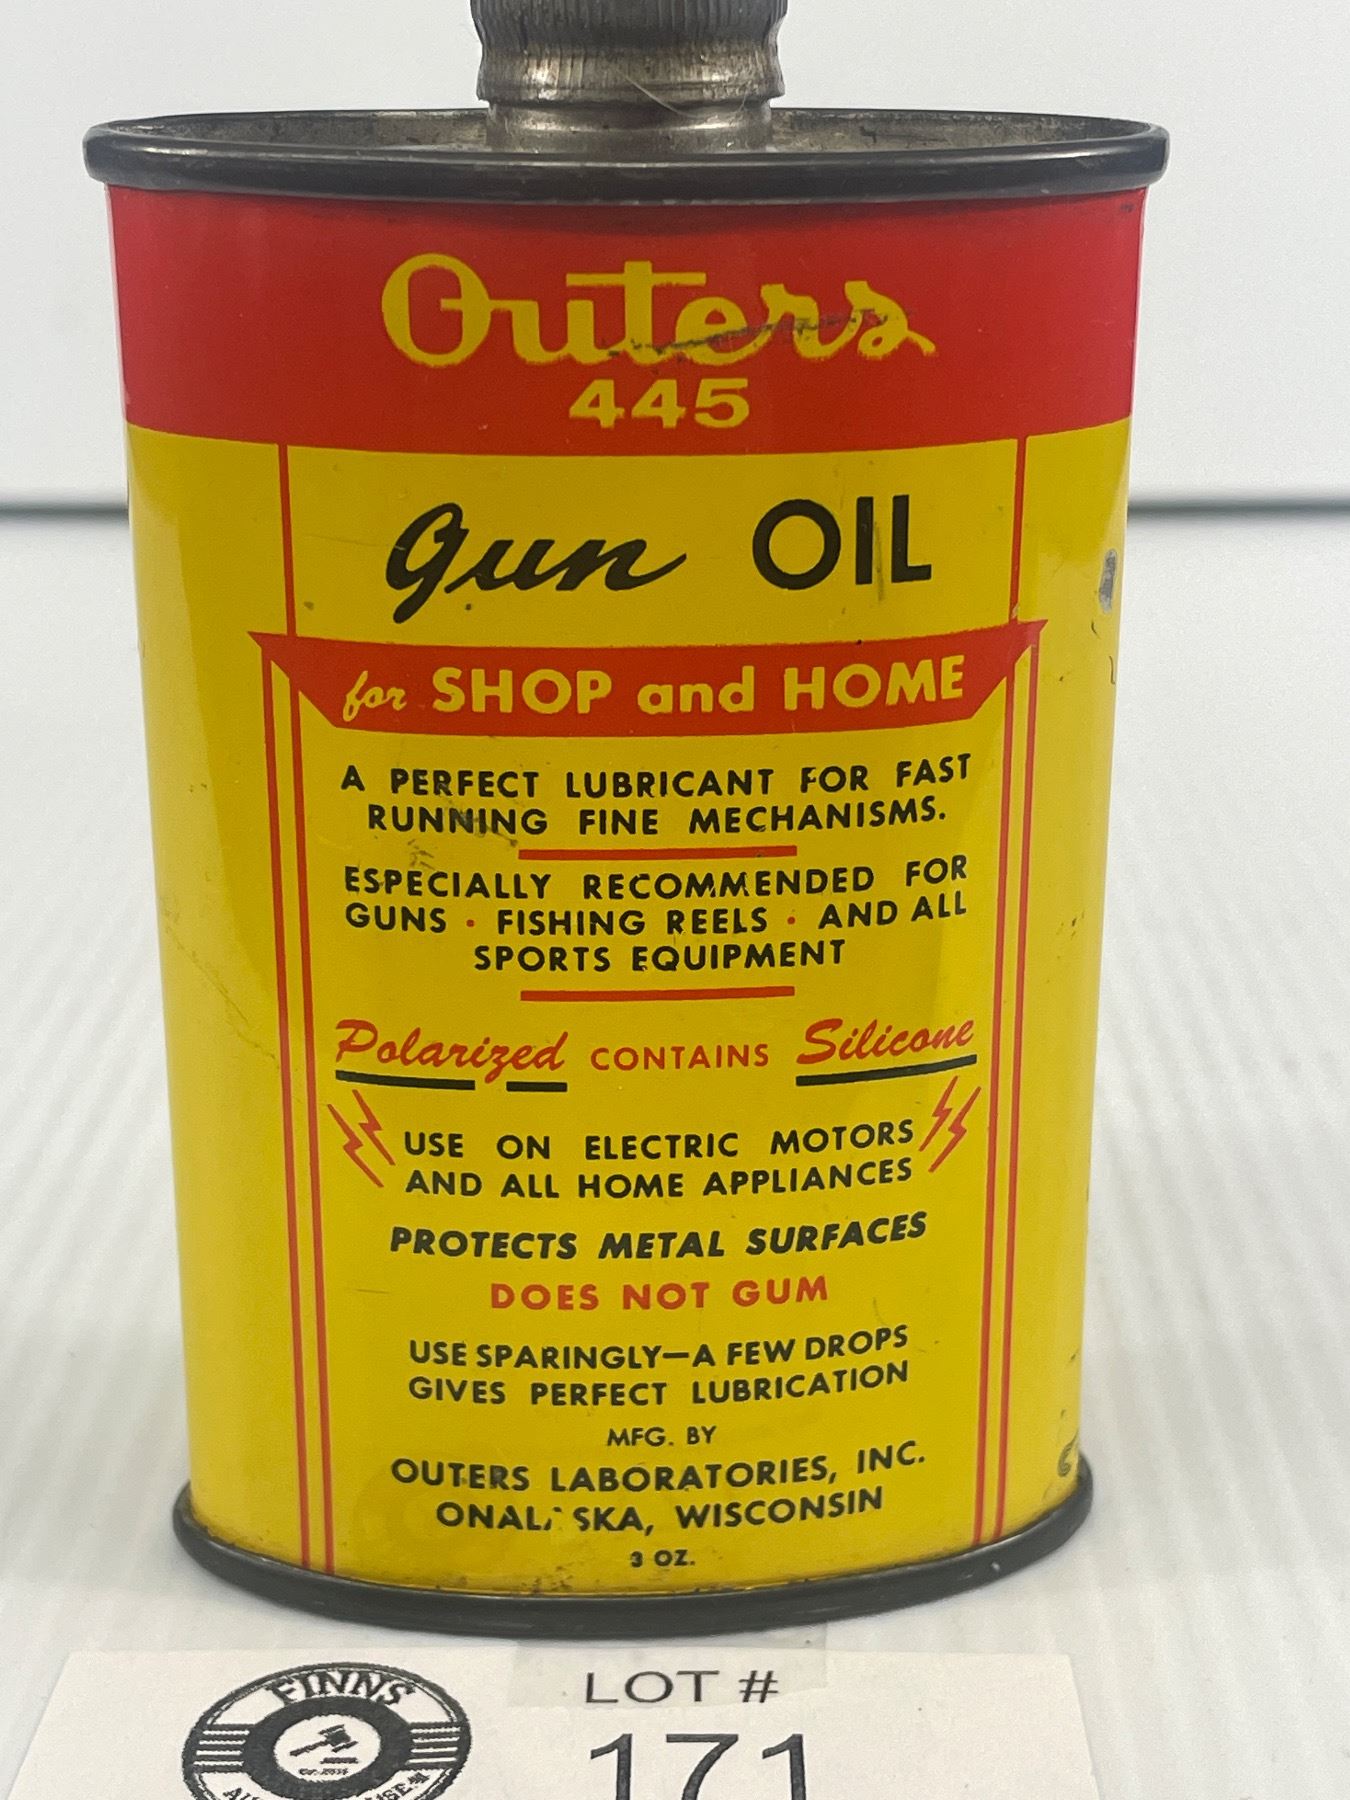 Outers
445
Gun OIL
for SHOP and HOME
A PERFECT LUBRICANT FOR FAST
RUNNING FINE MECHANISMS.
ESPECIALLY RECOMMENDED FOR
GUNS • FISHING REELS • AND ALL
SPORTS EQUIPMENT
Polarized CONTAINS Silicone
USE ON ELECTRIC MOTORS
AND ALL HOME APPLIANCES
PROTECTS METAL SURFACES
DOES NOT GUM
USE SPARINGLY—A FEW DROPS
GIVES PERFECT LUBRICATION
MFG. BY
OUTERS LABORATORIES, INC.
ONALASKA, WISCONSIN
3 OZ.
FINNS
LOT #
171